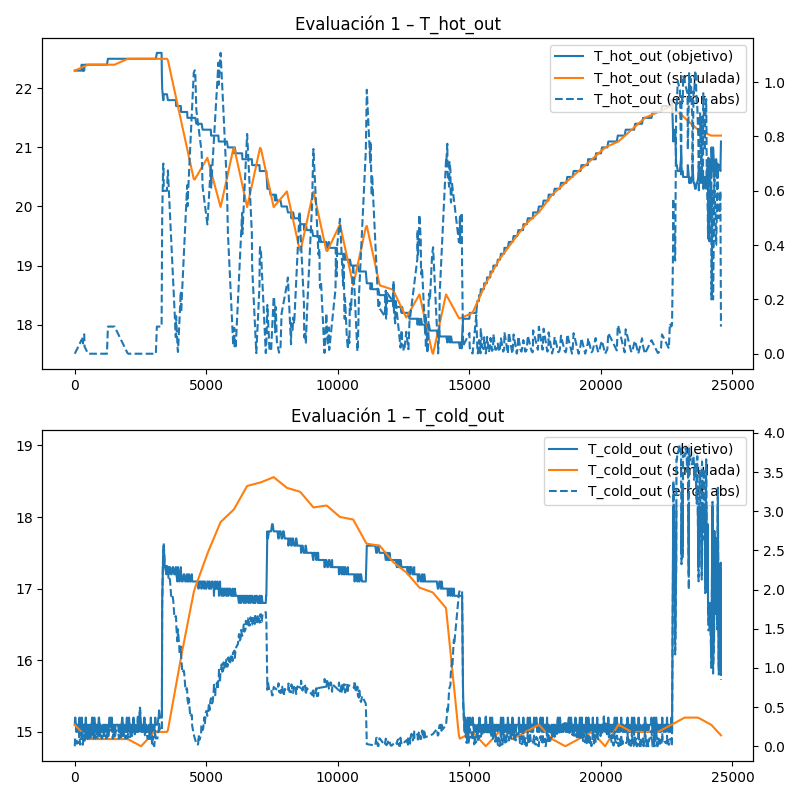 Evaluación 1 – T_hot_out
T_hot_out (objetivo)
T_hot_out (simulada)
T_hot_out (error abs)
22
21
20
19
18
1.0
0.8
0.6
0.4
0.2
0.0
0 5000 10000 15000 20000 25000
Evaluación 1 – T_cold_out
T_cold_out (objetivo)
T_cold_out (simulada)
T_cold_out (error abs)
19
18
17
16
15
4.0
3.5
3.0
2.5
2.0
1.5
1.0
0.5
0.0
0 5000 10000 15000 20000 25000